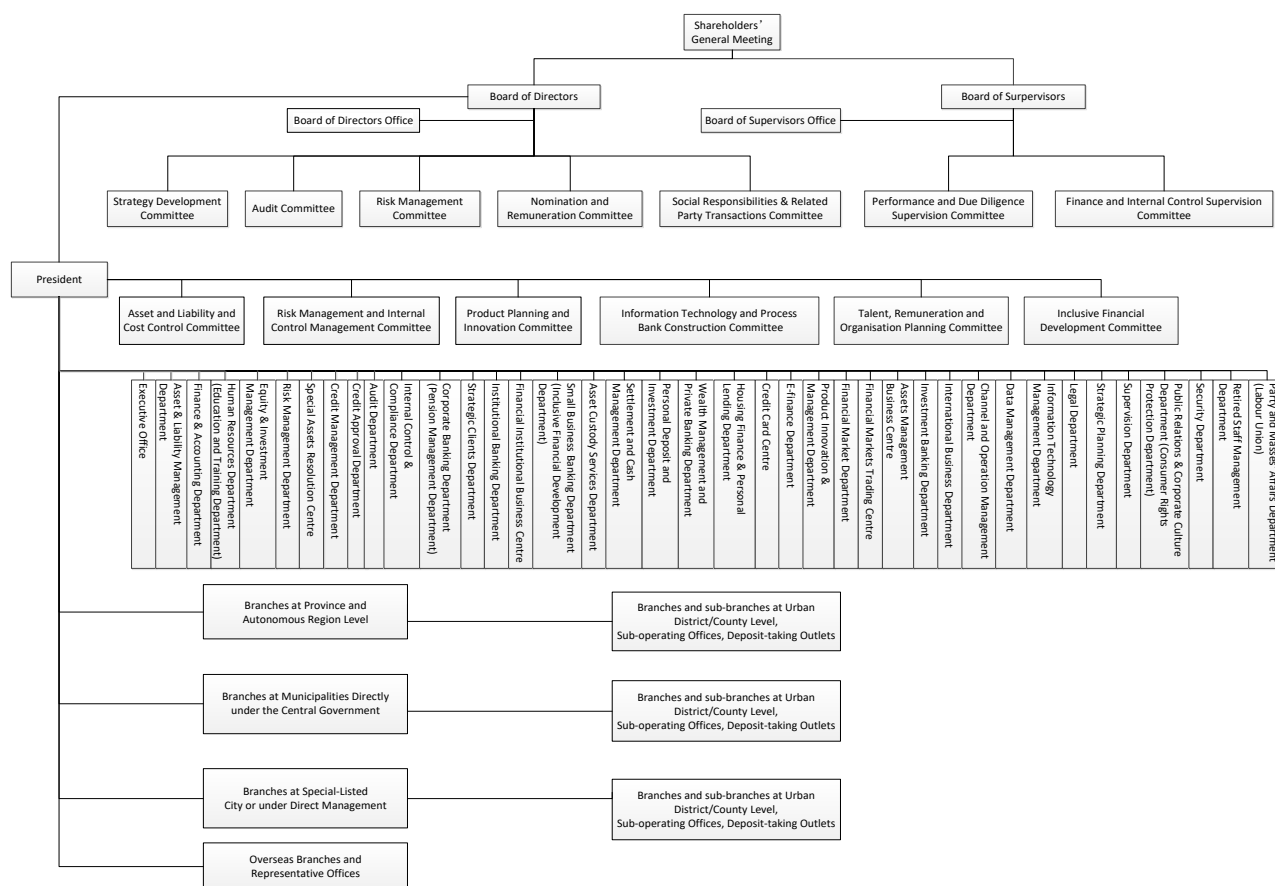 Shareholders’
General Meeting
Board of Directors
Board of Surpervisors
Board of Directors Office
Board of Supervisors Office
Strategy Development
Committee
Audit Committee
Risk Management
Committee
Nomination and
Remuneration Committee
Social Responsibilities & Related
Party Transactions Committee
Performance and Due Diligence
Supervision Committee
Finance and Internal Control Supervision
Committee
President
Asset and Liability and
Cost Control Committee
Risk Management and Internal
Control Management Committee
Product Planning and
Innovation Committee
Information Technology and Process
Bank Construction Committee
Talent, Remuneration and
Organisation Planning Committee
Inclusive Financial
Development Committee
Executive Office
Asset & Liability Management
Department
Finance & Accounting Department
Human Resources Department
(Education and Training Department)
Equity & Investment
Management Department
Risk Management Department
Special Assets Resolution Centre
Credit Management Department
Credit Approval Department
Audit Department
Internal Control &
Compliance Department
Corporate Banking Department
(Pension Management Department)
Strategic Clients Department
Institutional Banking Department
Financial Institutional Business Centre
Small Business Banking Department
(Inclusive Financial Development
Department)
Asset Custody Services Department
Settlement and Cash
Management Department
Personal Deposit and
Investment Department
Wealth Management and
Private Banking Department
Housing Finance & Personal
Lending Department
Credit Card Centre
E-finance Department
Product Innovation &
Management Department
Financial Market Department
Financial Markets Trading Centre
Assets Management
Business Centre
Investment Banking Department
International Business Department
Channel and Operation Management
Department
Data Management Department
Information Technology
Management Department
Legal Department
Strategic Planning Department
Supervision Department
Public Relations & Corporate Culture
Department (Consumer Rights
Protection Department)
Security Department
Retired Staff Management
Department
Party and Masses’ Affairs Department
(Labour Union)
Branches at Province and
Autonomous Region Level
Branches and sub-branches at Urban
District/County Level,
Sub-operating Offices, Deposit-taking Outlets
Branches at Municipalities Directly
under the Central Government
Branches and sub-branches at Urban
District/County Level,
Sub-operating Offices, Deposit-taking Outlets
Branches at Special-Listed
City or under Direct Management
Branches and sub-branches at Urban
District/County Level,
Sub-operating Offices, Deposit-taking Outlets
Overseas Branches and
Representative Offices